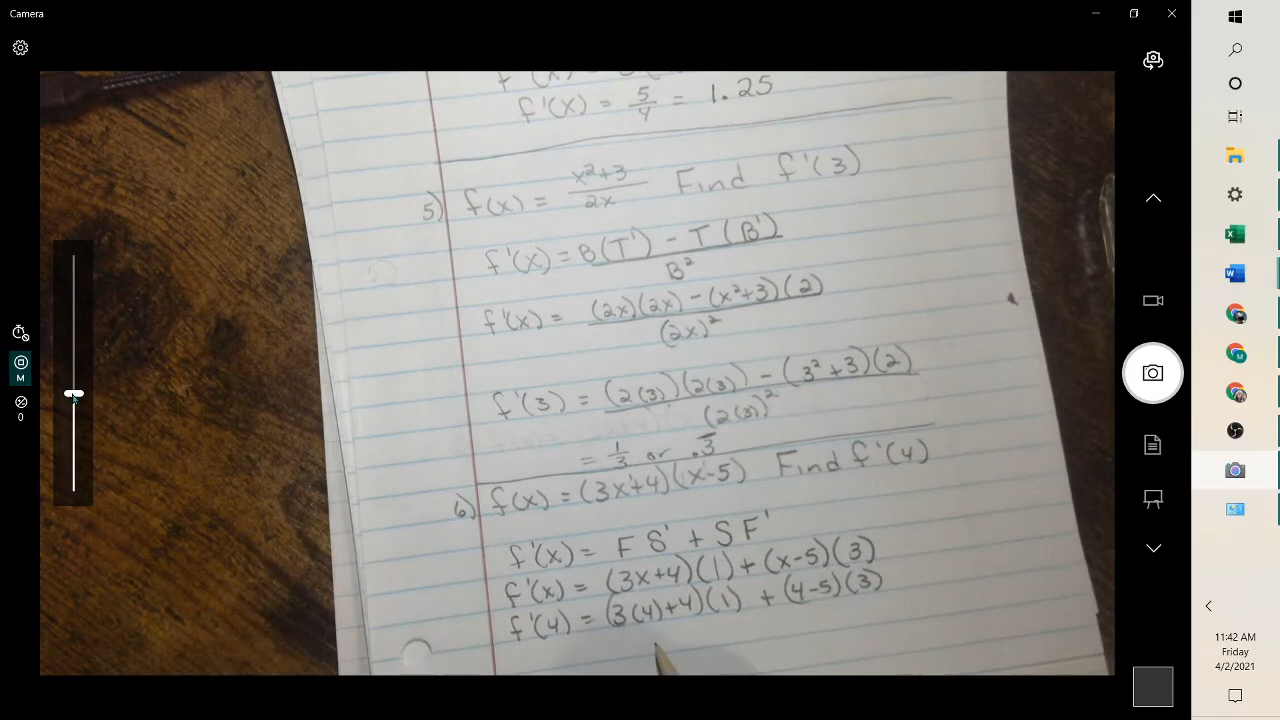 Camera
f'(x) =
f'(x) = 5/4 = 1.25
5) f(x) = x²+3/2x Find f'(3)
f'(x) = B(T') - T(B')/B²
f'(x) = (2x)(2x) - (x²+3)(2)/(2x)²
f'(3) = (2(3))(2(3)) - (3²+3)(2)/(2(3))²
= 1/3 or .3̅
6) f(x) = (3x+4)(x-5) Find f'(4)
f'(x) = F S' + S F'
f'(x) = (3x+4)(1) + (x-5)(3)
f'(4) = (3(4)+4)(1) + (4-5)(3)
M
0
11:42 AM
Friday
4/2/2021